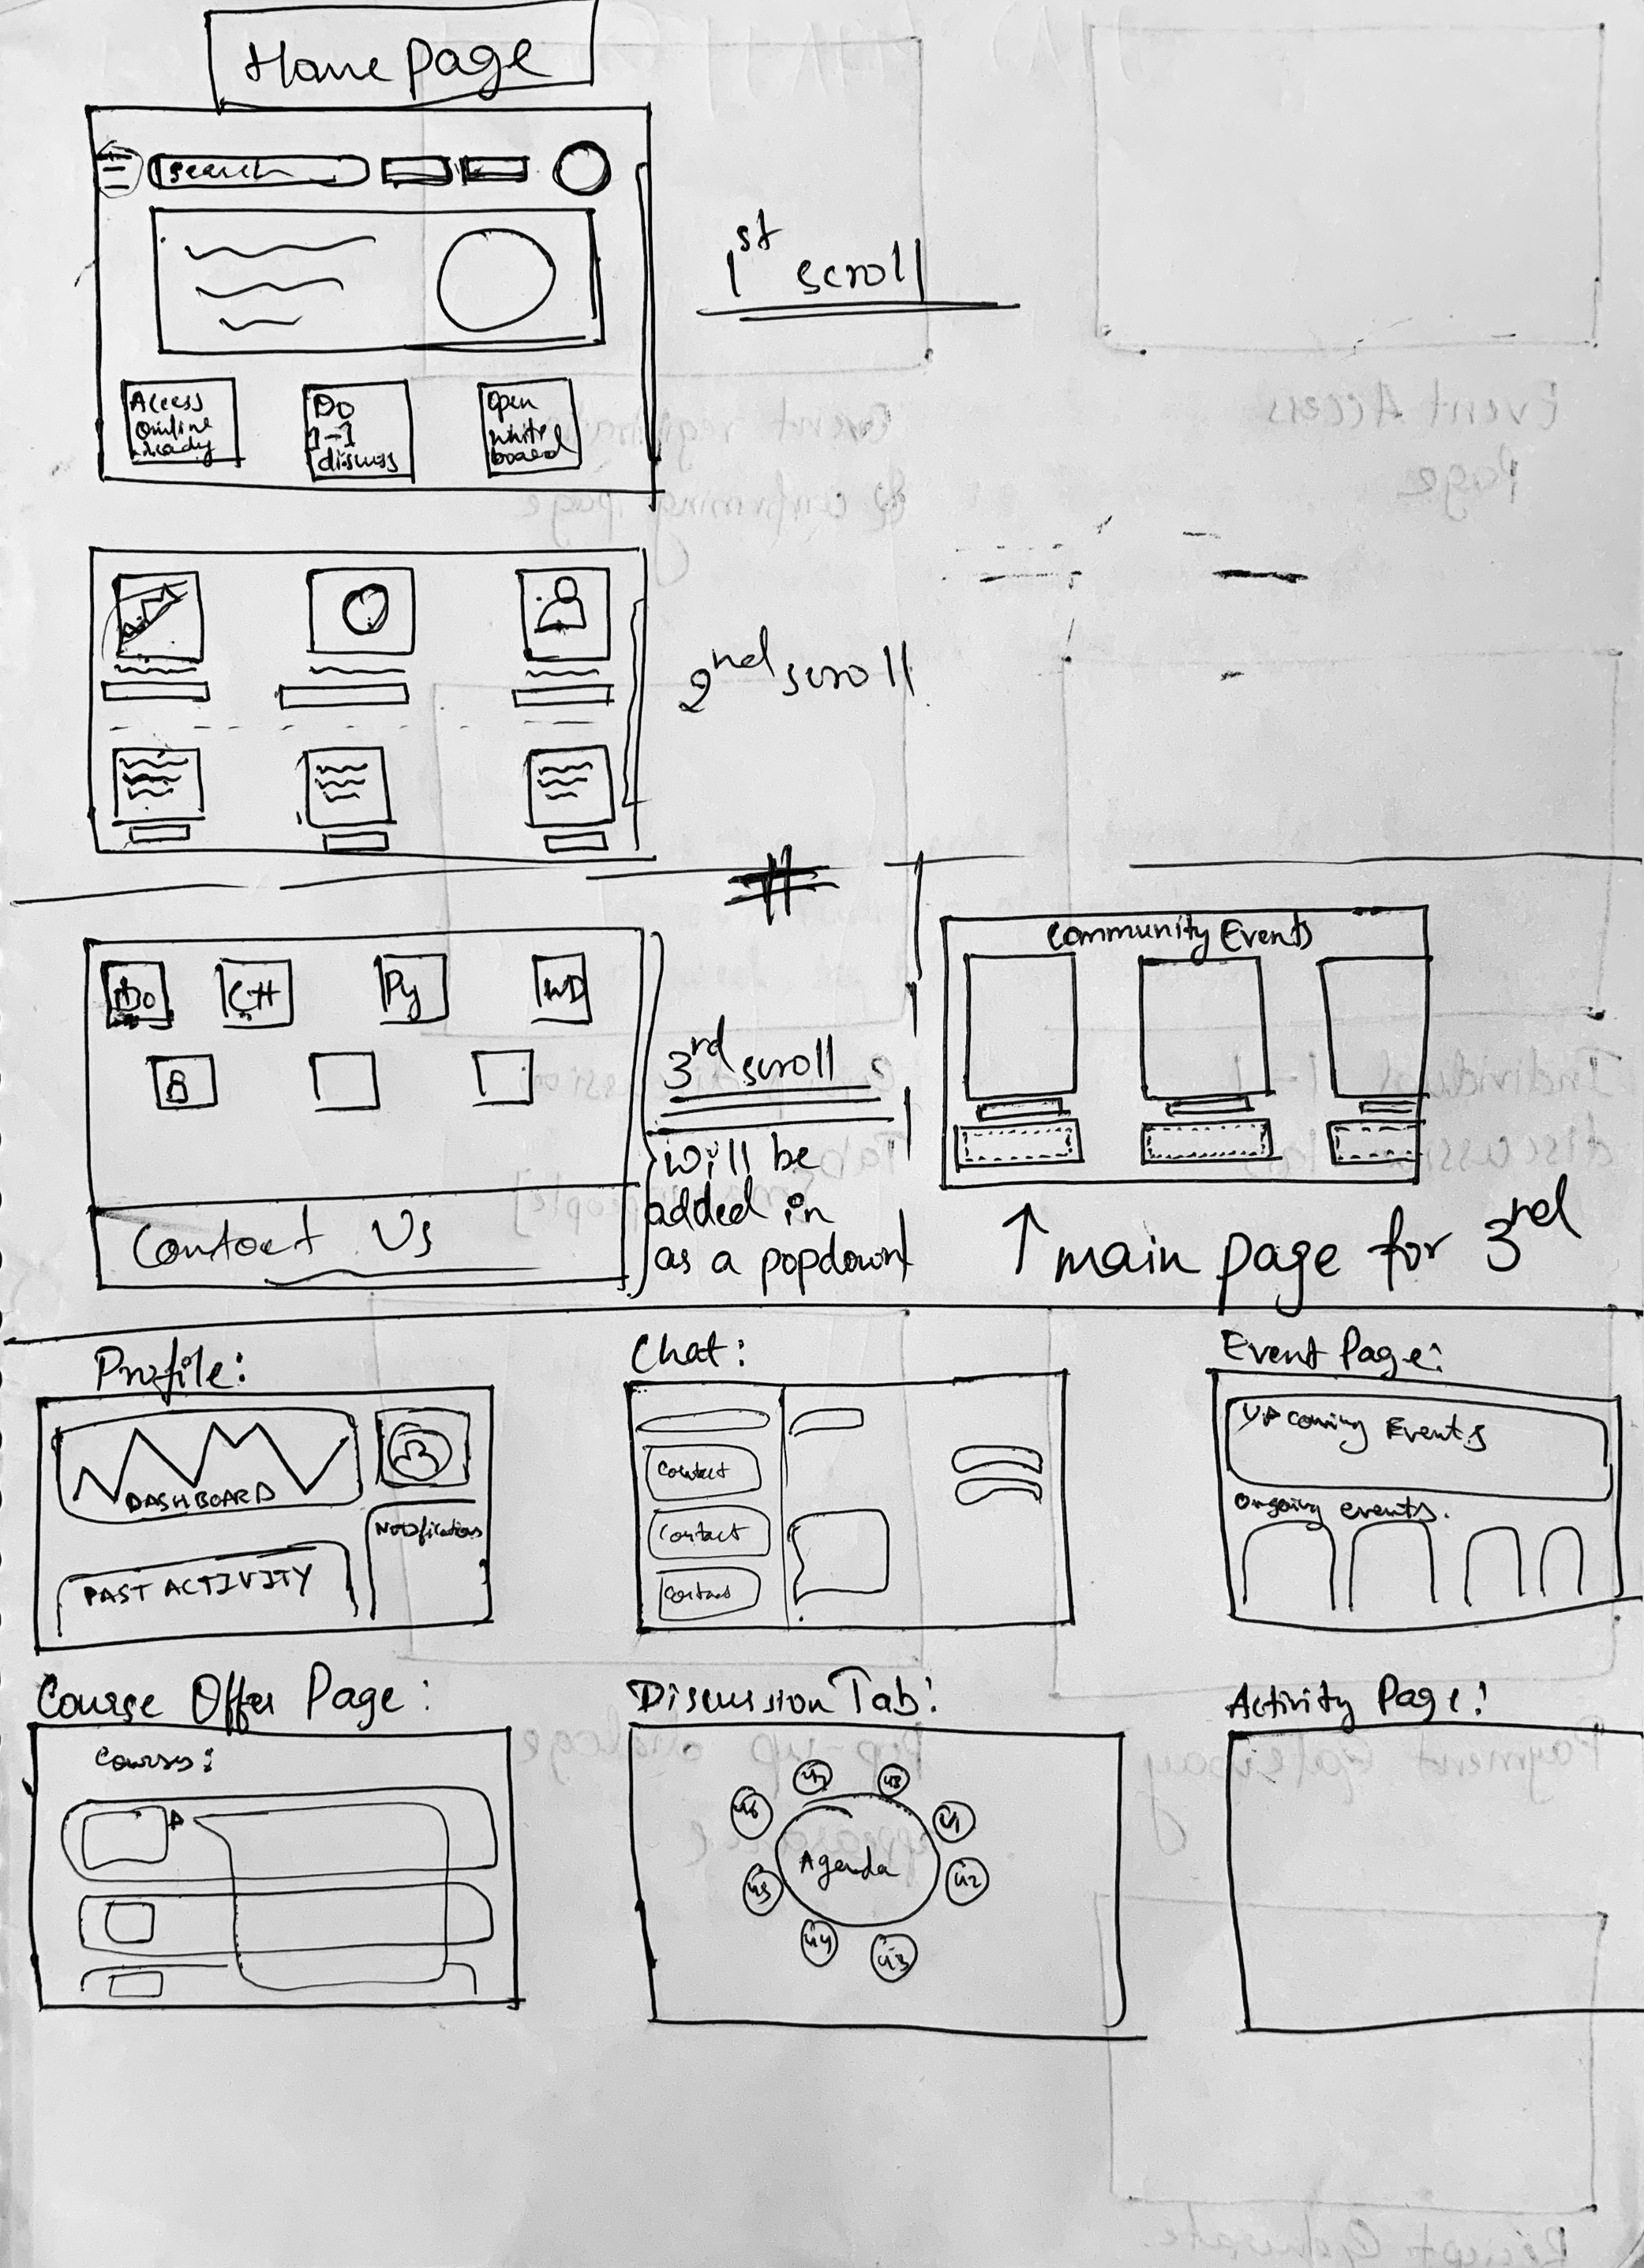 Home page
Search
1st scroll
Access
Online
ready
Do
1-1
discuss
Open
white
board
2nd scroll
Do
C++
Py
WD
3rd scroll
will be
added in
as a popdown
Contact Us
Community Events
↑ main page for 3rd
Profile:
DASHBOARD
Notifications
PAST ACTIVITY
Chat:
Contact
Contact
Contact
Event Page:
Upcoming Events
Ongoing events.
Course Offer Page:
Courses:
Discussion Tab:
U7
U8
U6
U1
Agenda
U5
U2
U4
U3
Activity Page: